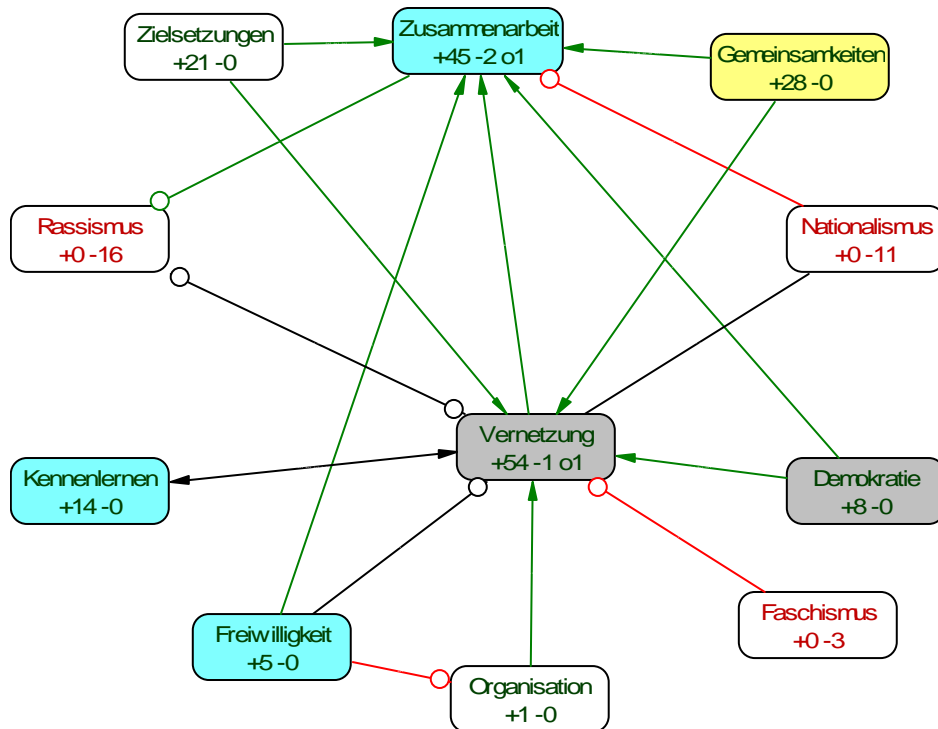 Zielsetzungen
+21 -0
Zusammenarbeit
+45 -2 o1
Gemeinsamkeiten
+28 -0
Rassismus
+0 -16
Nationalismus
+0 -11
Vernetzung
+54 -1 o1
Kennenlernen
+14 -0
Demokratie
+8 -0
Freiwilligkeit
+5 -0
Faschismus
+0 -3
Organisation
+1 -0